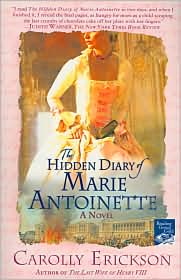 "I read The Hidden Diary of Marie Antoinette in two days, and when I
finished it, I reread the final pages, as hungry for more as a child scraping
the last crumbs of chocolate cake off her plate with her fingers."
JUDITH WARNER, THE NEW YORK TIMES BOOK REVIEW
The
HIDDEN DIARY of
MARIE
ANTOINETTE
A NOVEL
Reading
Group
Gold
CAROLLY ERICKSON
AUTHOR OF THE LAST WIFE OF HENRY VIII